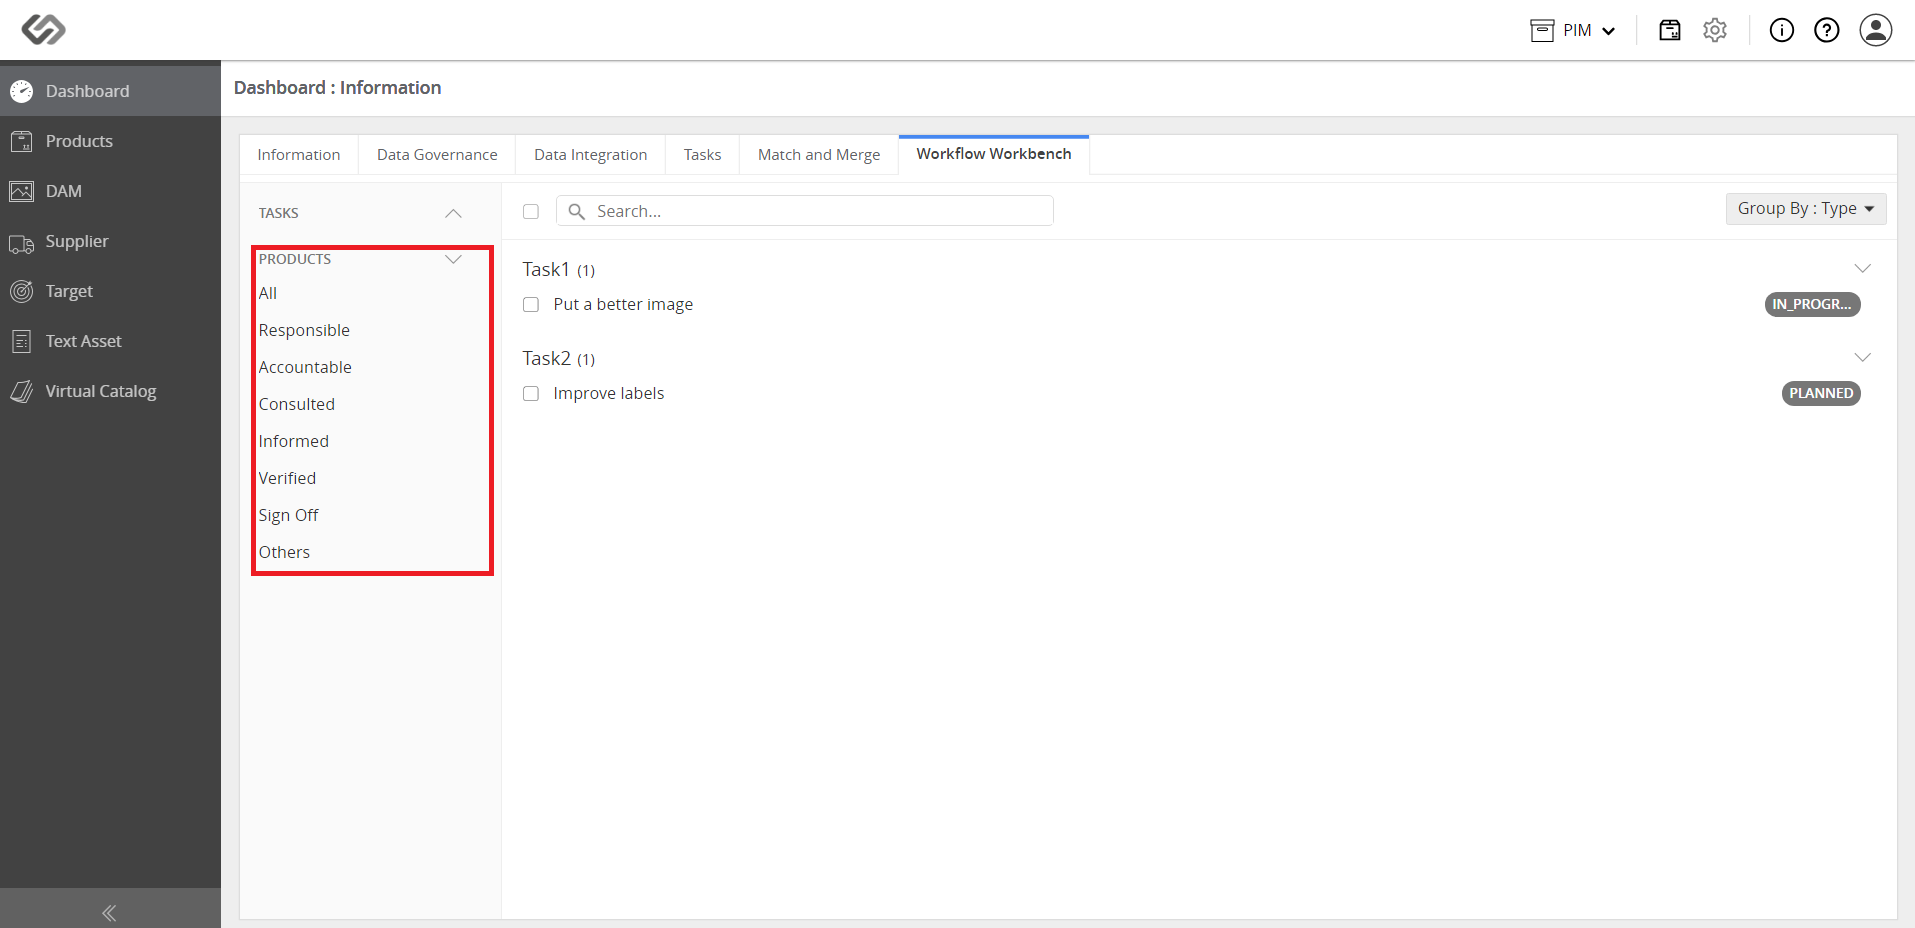 PIM
Dashboard
Products
DAM
Supplier
Target
Text Asset
Virtual Catalog
Dashboard : Information
Information
Data Governance
Data Integration
Tasks
Match and Merge
Workflow Workbench
TASKS
PRODUCTS
All
Responsible
Accountable
Consulted
Informed
Verified
Sign Off
Others
Search...
Group By : Type
Task1 (1)
Put a better image
IN_PROGR...
Task2 (1)
Improve labels
PLANNED